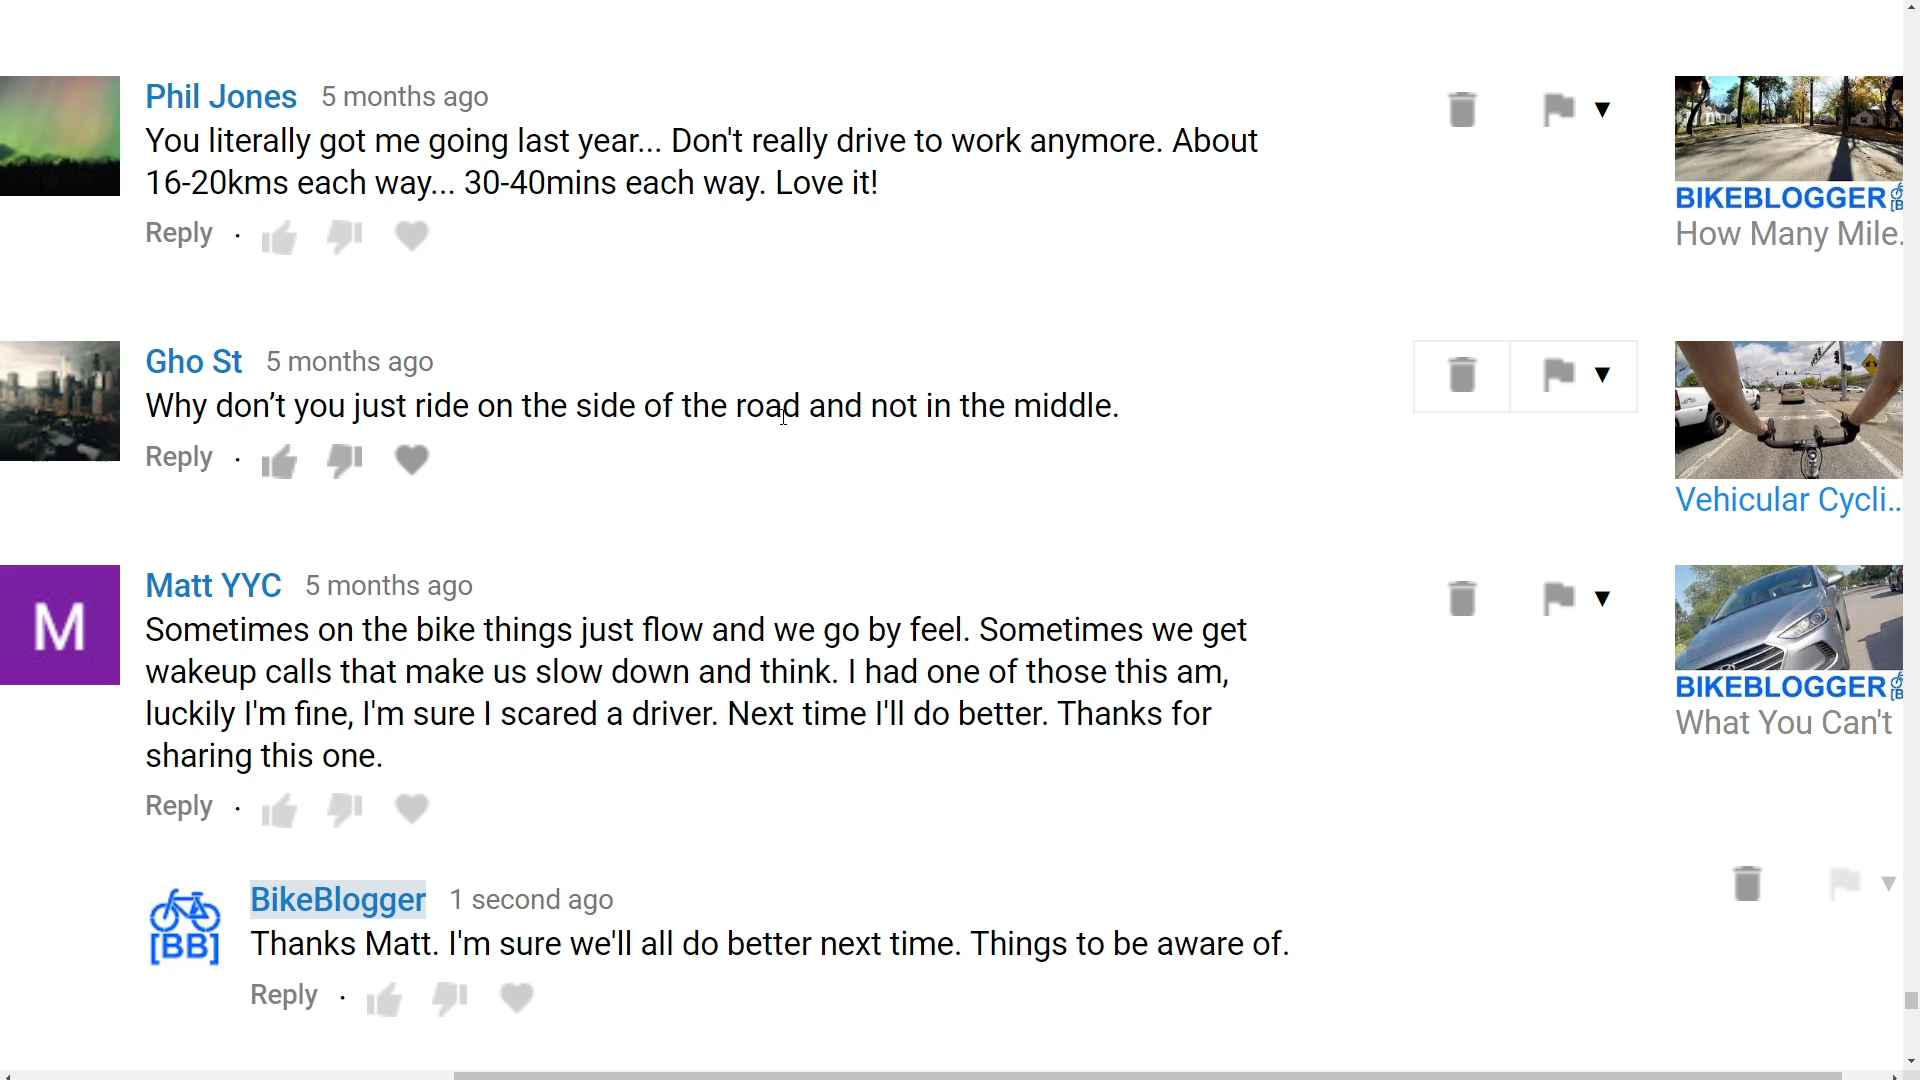 Phil Jones 5 months ago
You literally got me going last year... Don't really drive to work anymore. About
16-20kms each way... 30-40mins each way. Love it!
Reply ·
BIKEBLOGGER
How Many Mile.
Gho St 5 months ago
Why don’t you just ride on the side of the road and not in the middle.
Reply ·
Vehicular Cycli...
M
Matt YYC 5 months ago
Sometimes on the bike things just flow and we go by feel. Sometimes we get
wakeup calls that make us slow down and think. I had one of those this am,
luckily I'm fine, I'm sure I scared a driver. Next time I'll do better. Thanks for
sharing this one.
Reply ·
BIKEBLOGGER
What You Can't
[BB]
BikeBlogger 1 second ago
Thanks Matt. I'm sure we'll all do better next time. Things to be aware of.
Reply ·